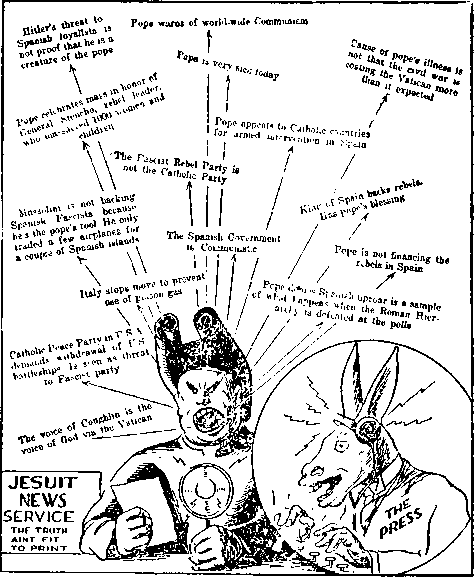 Hitler's threat to
Spanish loyalists is
not proof that he is a
creature of the pope
Pope warns of world-wide Communism
Pope is very sick today
Cause of pope's illness is
not that the civil war is
costing the Vatican more
than it expected
Pope celebrates mass in honor of
General rebel leader,
who massacred 1000 women and
children
Pope appeals to Catholic countries
for armed intervention in Spain
The Fascist Rebel Party is
not the Catholic Party
Mussolini is not backing
Spanish Fascists because
he's the pope's tool He only
traded a few airplanes for
a couple of Spanish islands
King of Spain backs rebels.
Has pope's blessing
The Spanish Government
is Communistic
Pope is not financing the
rebels in Spain
Italy stops move to prevent
use of poison gas
Pope Spanish uproar is a sample
of what happens when the Roman Hier-
archy is defeated at the polls
Catholic Peace Party in U S A
demands withdrawal of U S
battleships. Is seen as threat
to Fascist party
The voice of Coughlin is the
voice of God via the Vatican
JESUIT
NEWS
SERVICE
THE TRUTH
AINT FIT
TO PRINT
THE
PRESS